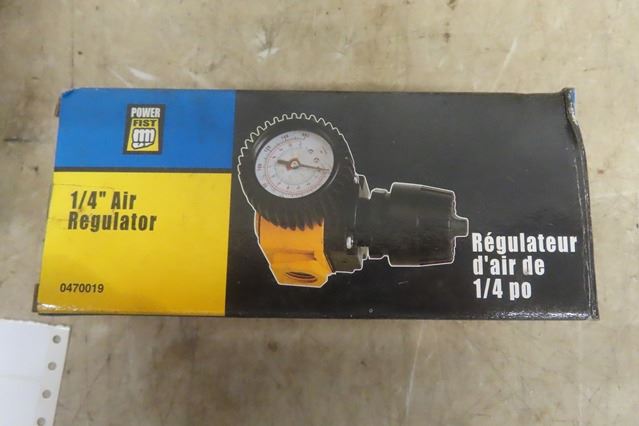 POWER
FIST
1/4" Air
Regulator
0470019
Régulateur
d'air de
1/4 po